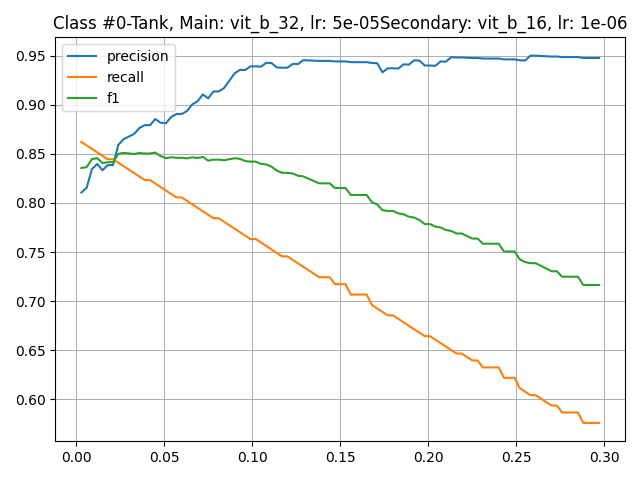 Class #0-Tank, Main: vit_b_32, lr: 5e-05Secondary: vit_b_16, lr: 1e-06
precision
recall
f1
0.95
0.90
0.85
0.80
0.75
0.70
0.65
0.60
0.00 0.05 0.10 0.15 0.20 0.25 0.30